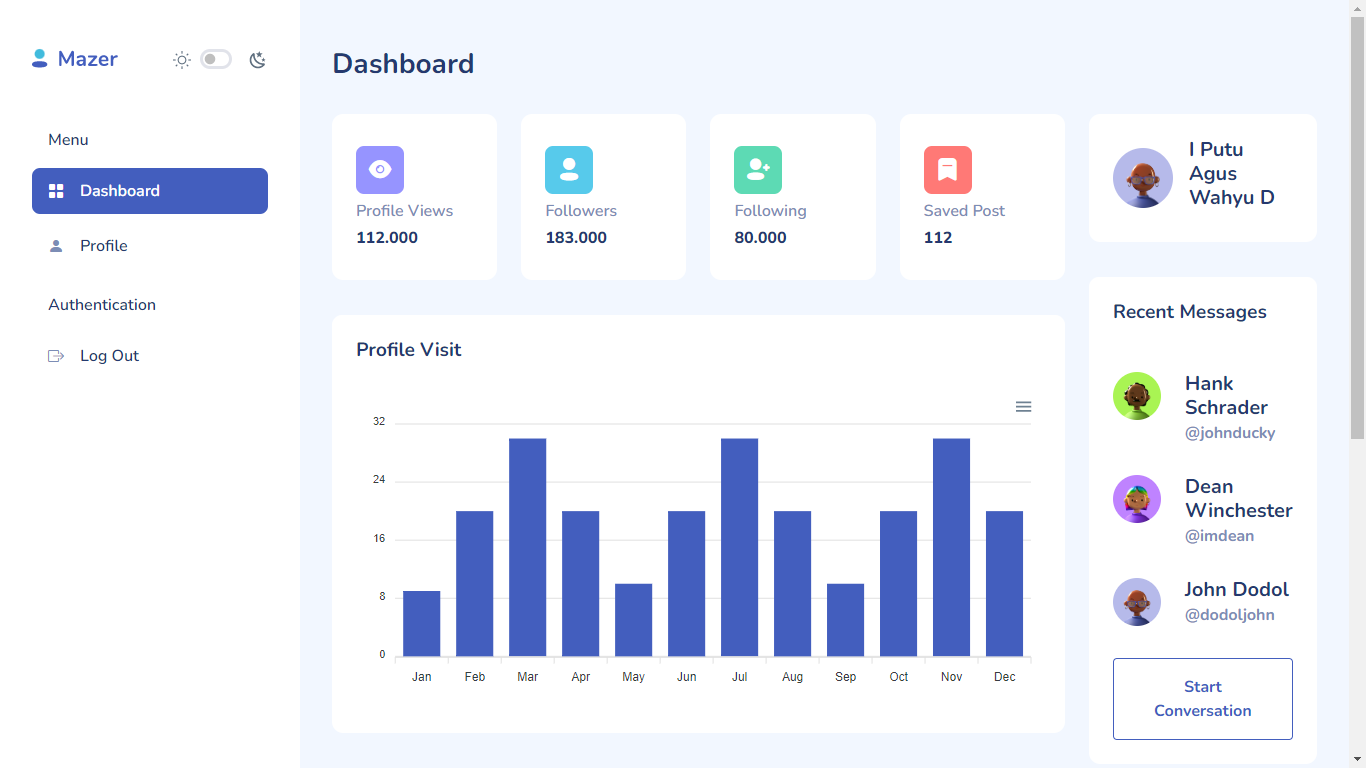 Mazer
Menu
Dashboard
Profile
Authentication
Log Out
Dashboard
Profile Views
112.000
Followers
183.000
Following
80.000
Saved Post
112
I Putu
Agus
Wahyu D
Profile Visit
32
24
16
8
0
Jan Feb Mar Apr May Jun Jul Aug Sep Oct Nov Dec
Recent Messages
Hank
Schrader
@johnducky
Dean
Winchester
@imdean
John Dodol
@dodoljohn
Start
Conversation